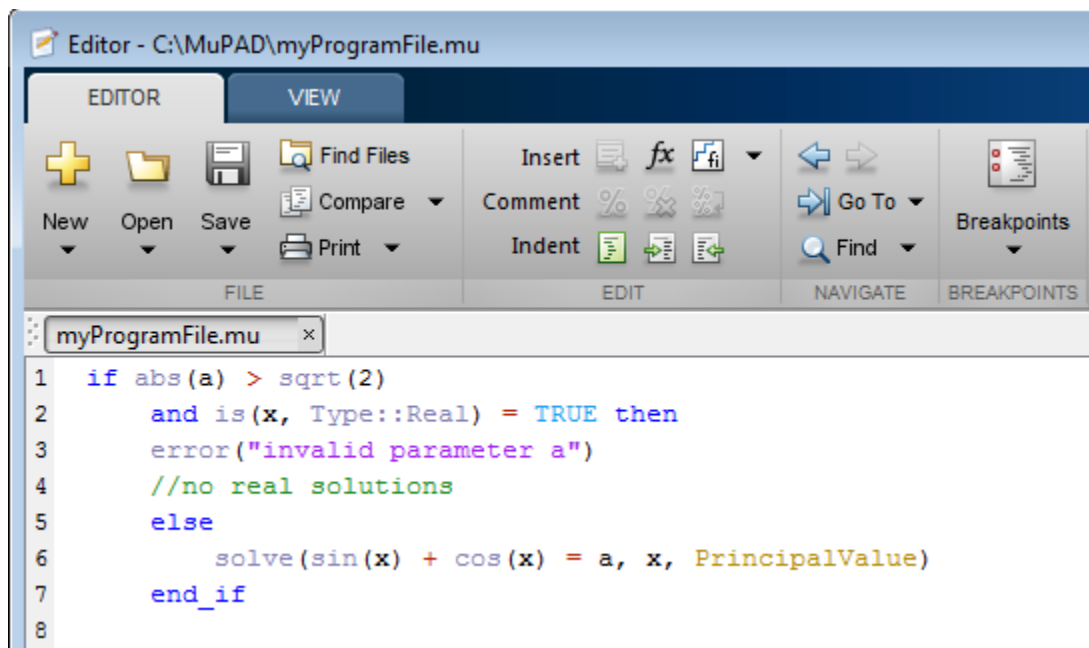 Editor - C:\MuPAD\myProgramFile.mu
EDITOR VIEW
New Open Save Find Files Compare Print
FILE
Insert fx fi
Comment % % %
Indent
EDIT
Go To
Find
NAVIGATE
Breakpoints
BREAKPOINTS
myProgramFile.mu ×
1 if abs(a) > sqrt(2)
2 and is(x, Type::Real) = TRUE then
3 error("invalid parameter a")
4 //no real solutions
5 else
6 solve(sin(x) + cos(x) = a, x, PrincipalValue)
7 end_if
8